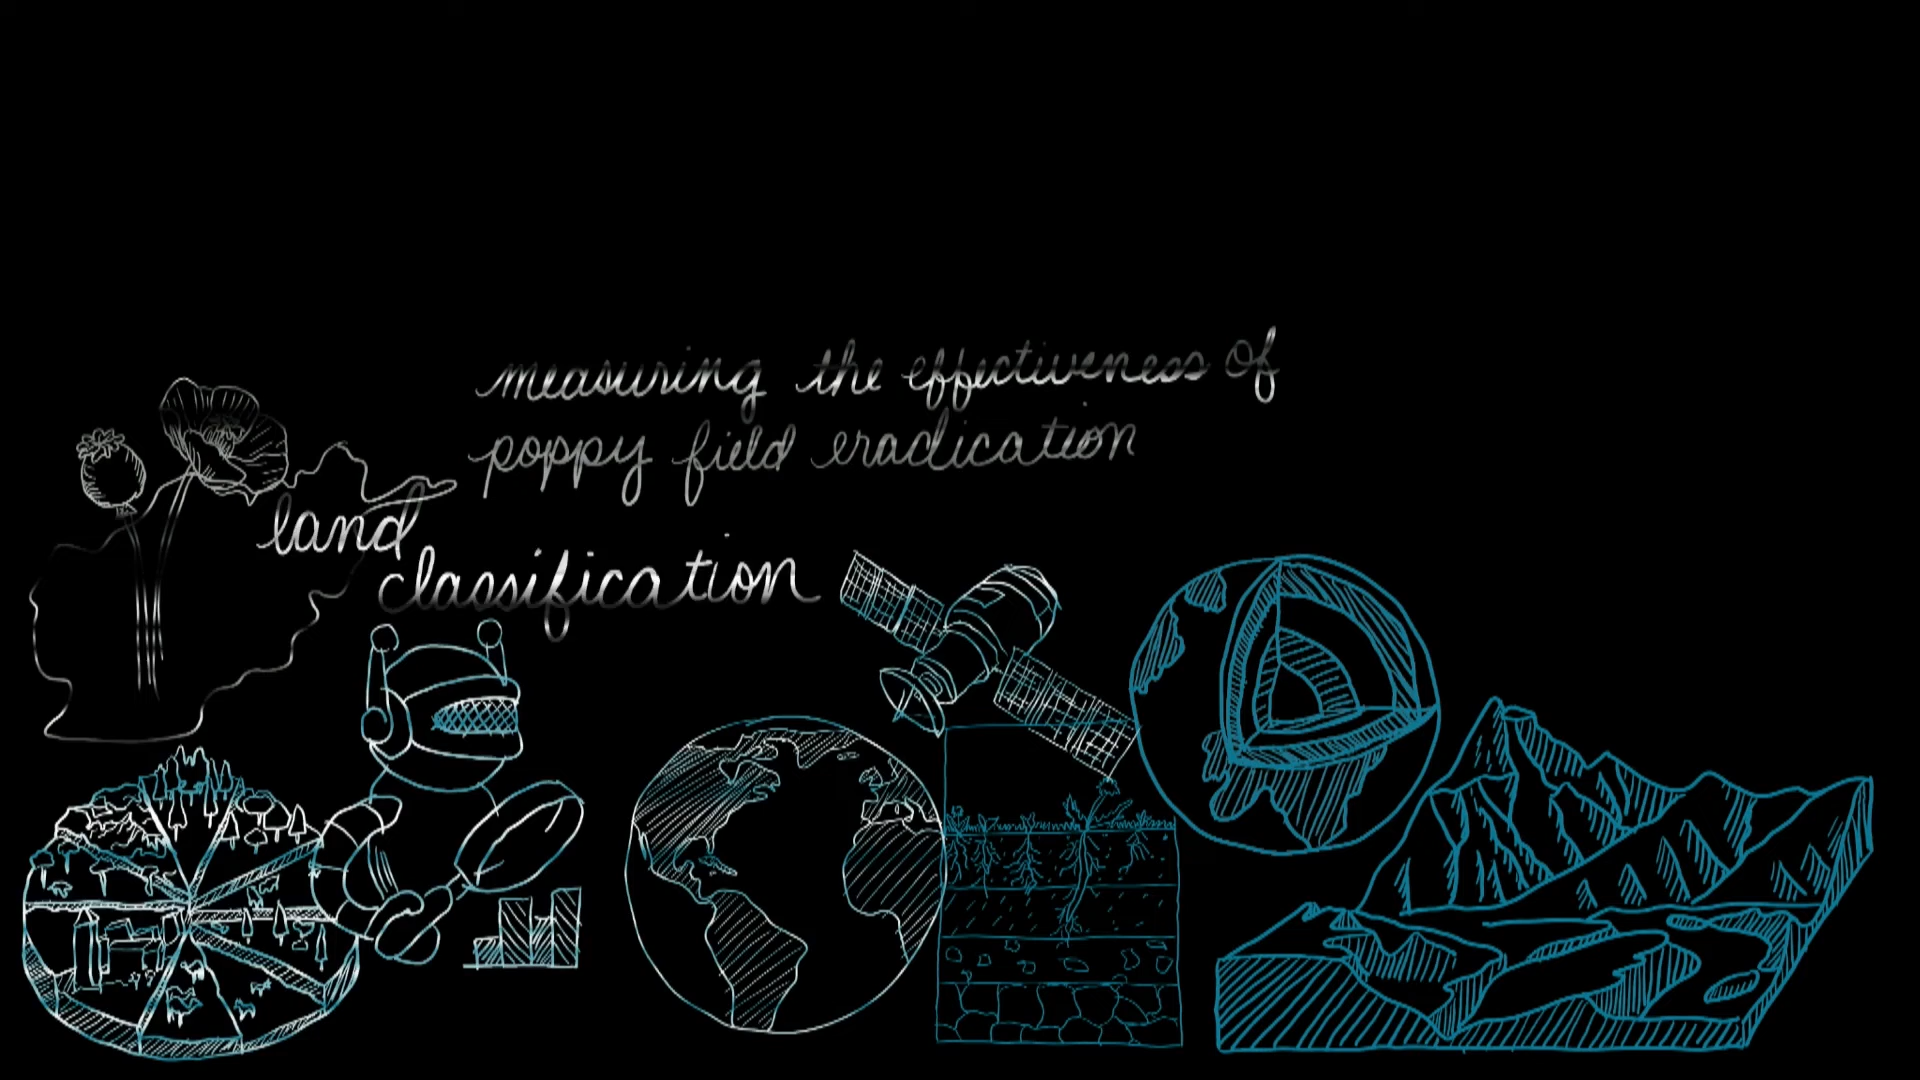 measuring the effectiveness of
poppy field eradication
land
classification